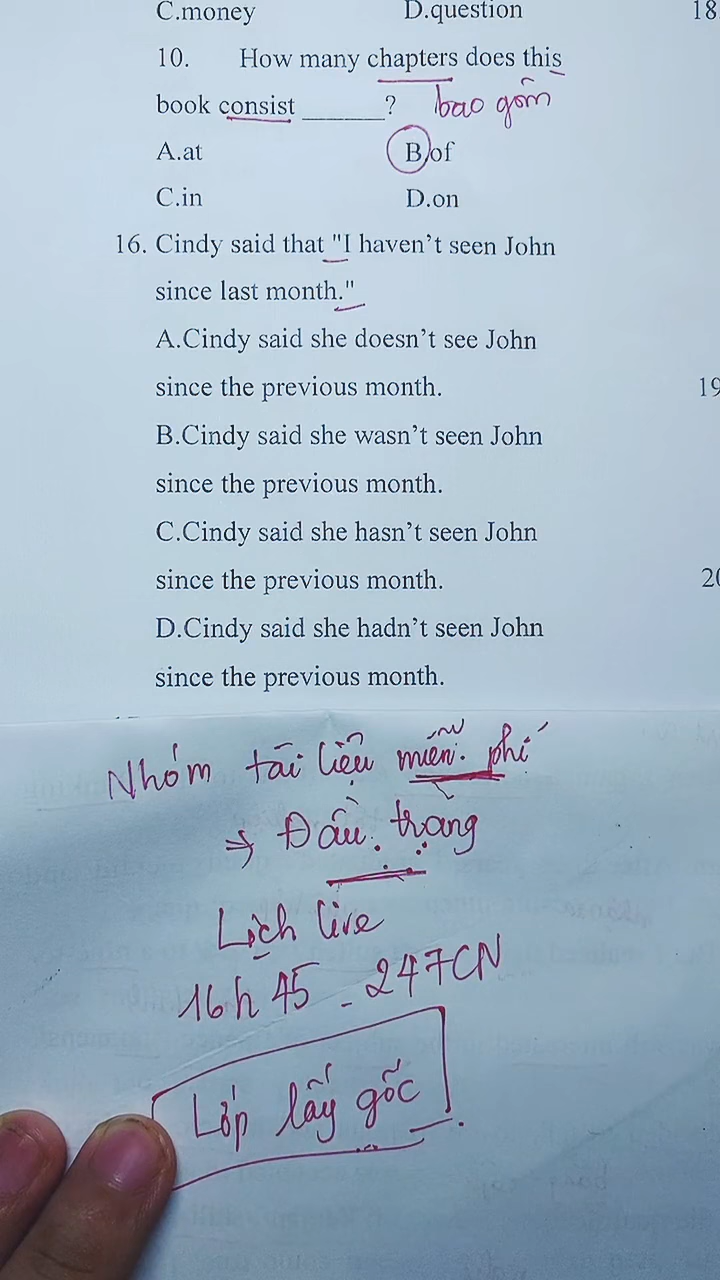 C.money D.question 18
10. How many chapters does this
book consist ______? bao gồm
A.at B.of
C.in D.on
16. Cindy said that "I haven't seen John
since last month."
A.Cindy said she doesn't see John
since the previous month. 19
B.Cindy said she wasn't seen John
since the previous month.
C.Cindy said she hasn't seen John
since the previous month. 20
D.Cindy said she hadn't seen John
since the previous month.
Nhóm tài liệu miễn phí
⇒ Đầu trang
Lịch live
16h 45 - 247CN
Lớp lấy gốc